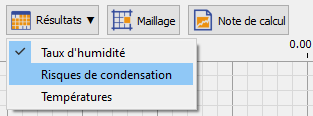 Résultats Maillage Note de calcul
Taux d'humidité 0.00
Risques de condensation
Températures